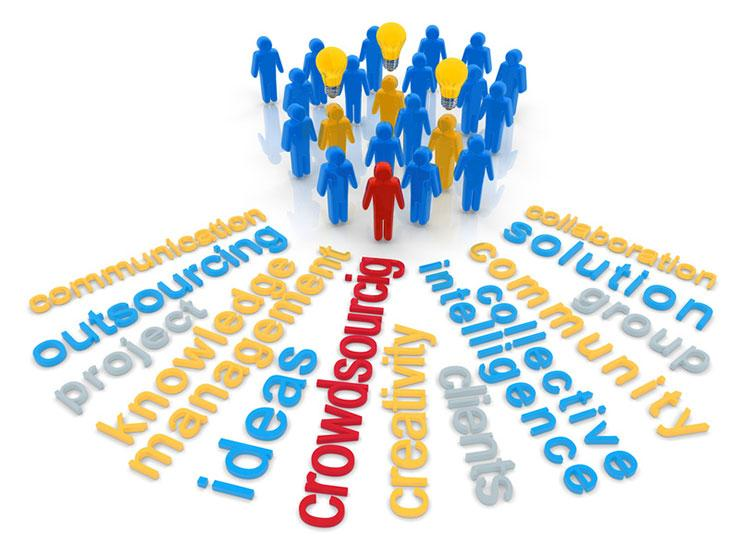 communication
outsourcing
project
knowledge
management
ideas
crowdsourcig
creativity
clients
collective
intelligence
community
group
solution
collaboration